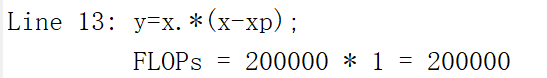 Line 13: y=x.*(x-xp);
FLOPs = 200000 * 1 = 200000